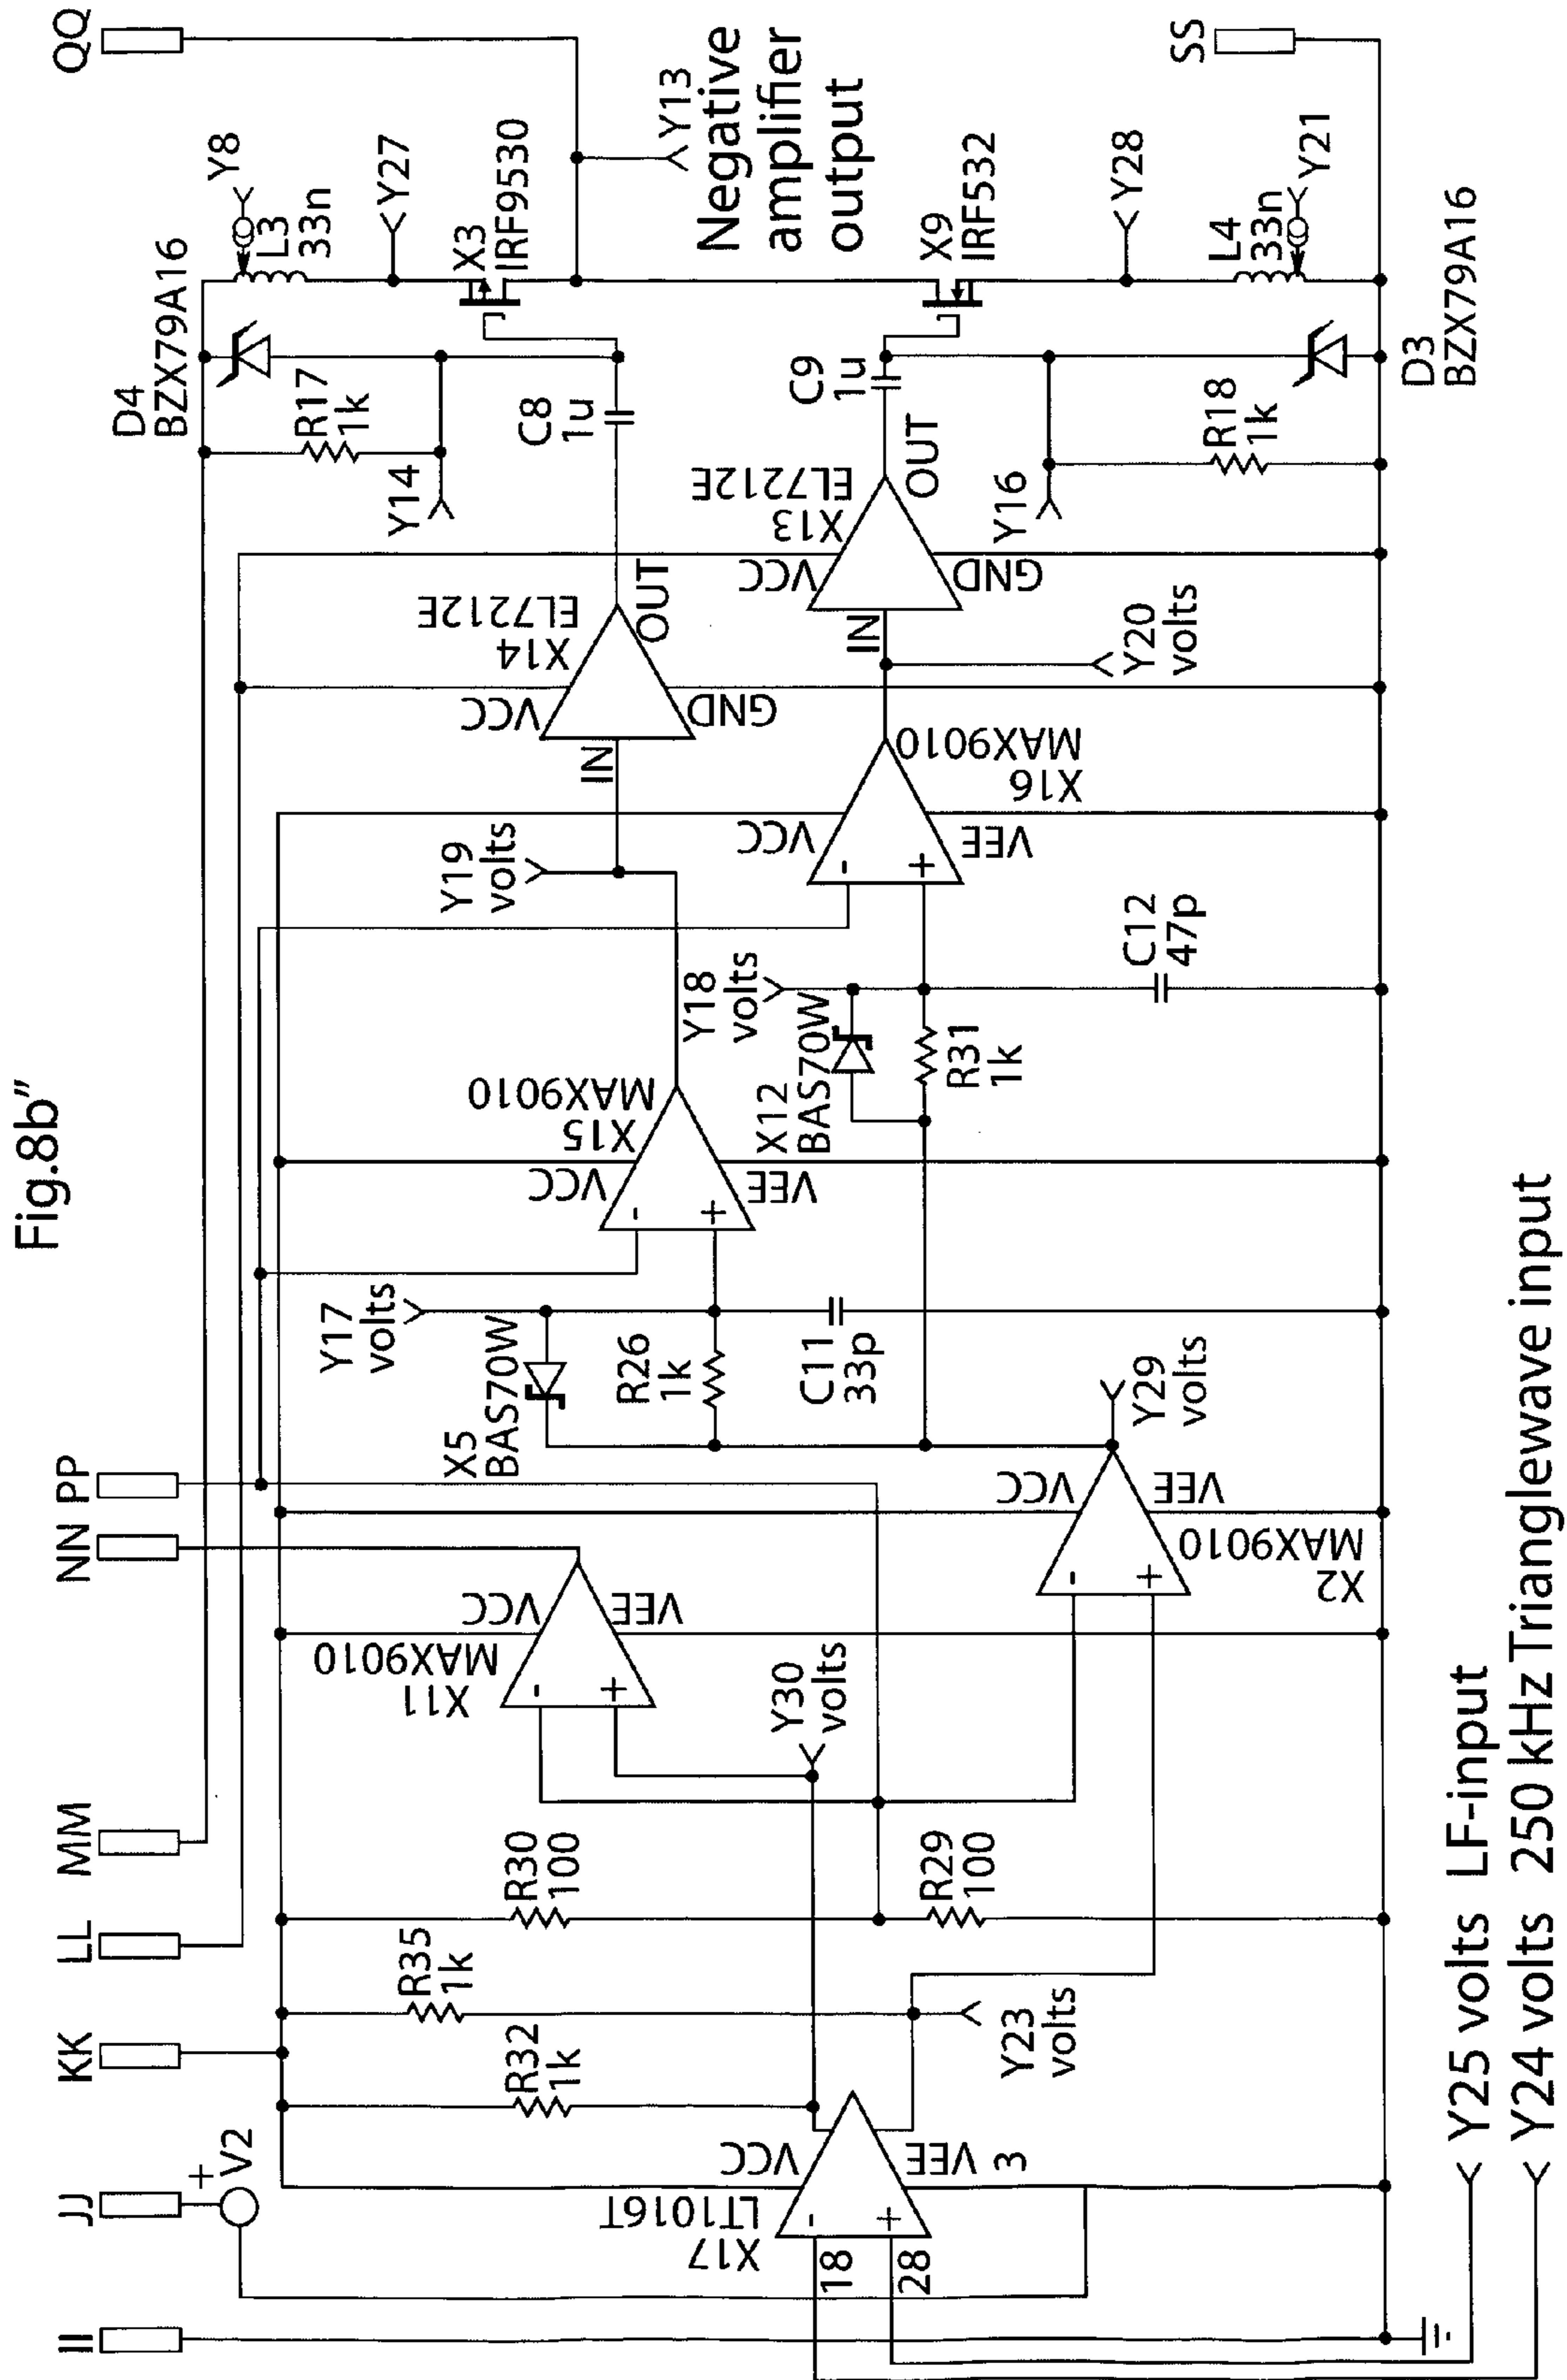 Fig.8b"
II
JJ
KK
LL
MM
NN
PP
QQ
+
V2
R32
1k
R35
1k
R30
100
R29
100
X17
LT1016T
VCC
VEE
3
-
+
18
28
Y23
volts
Y30
volts
X11
MAX9010
VCC
VEE
-
+
X2
MAX9010
VCC
VEE
-
+
Y29
volts
X5
BAS70W
R26
1k
Y17
volts
C11
33p
X15
MAX9010
VCC
VEE
-
+
X12
BAS70W
R31
1k
Y18
volts
C12
47p
Y19
volts
X16
MAX9010
VCC
VEE
-
+
X14
EL7212E
VCC
GND
IN
OUT
Y20
volts
X13
EL7212E
VCC
GND
IN
OUT
Y14
R17
1k
D4
BZX79A16
C8
1u
C9
1u
Y16
R18
1k
D3
BZX79A16
Y8
L3
33n
Y27
X3
IRF9530
Y13
Negative
amplifier
output
X9
IRF532
Y28
L4
33n
Y21
SS
Y25 volts LF-input
Y24 volts 250 kHz Trianglewave input